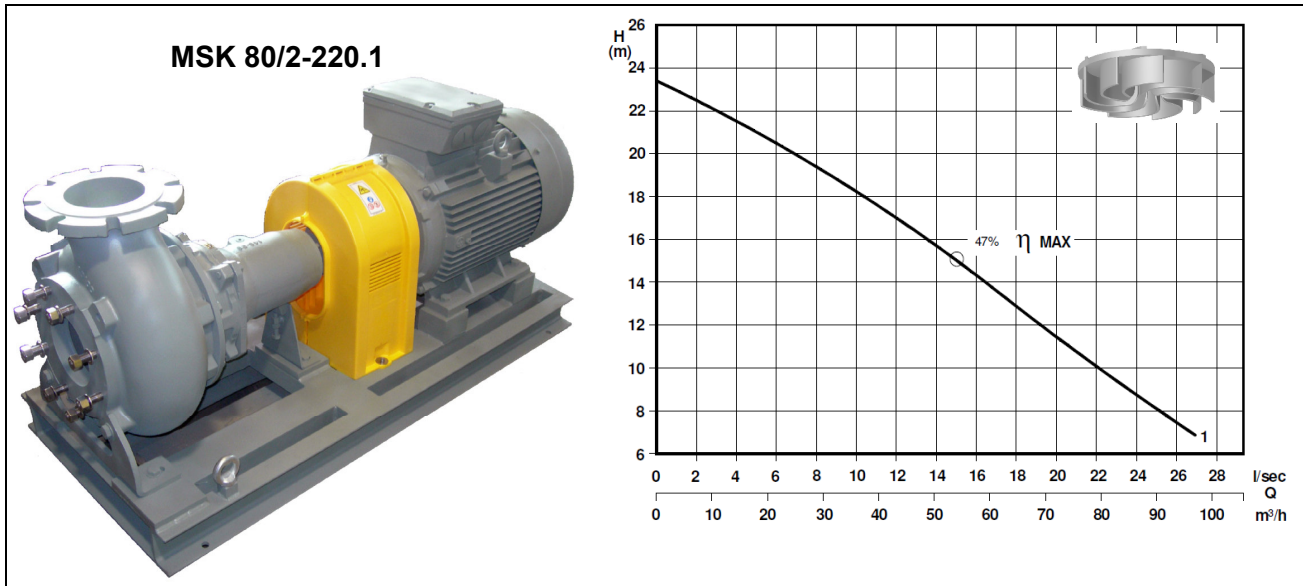 MSK 80/2-220.1
H
(m)
26
24
22
20
18
16
14
12
10
8
6
47% η MAX
1
0 2 4 6 8 10 12 14 16 18 20 22 24 26 28 l/sec
Q
0 10 20 30 40 50 60 70 80 90 100 m³/h